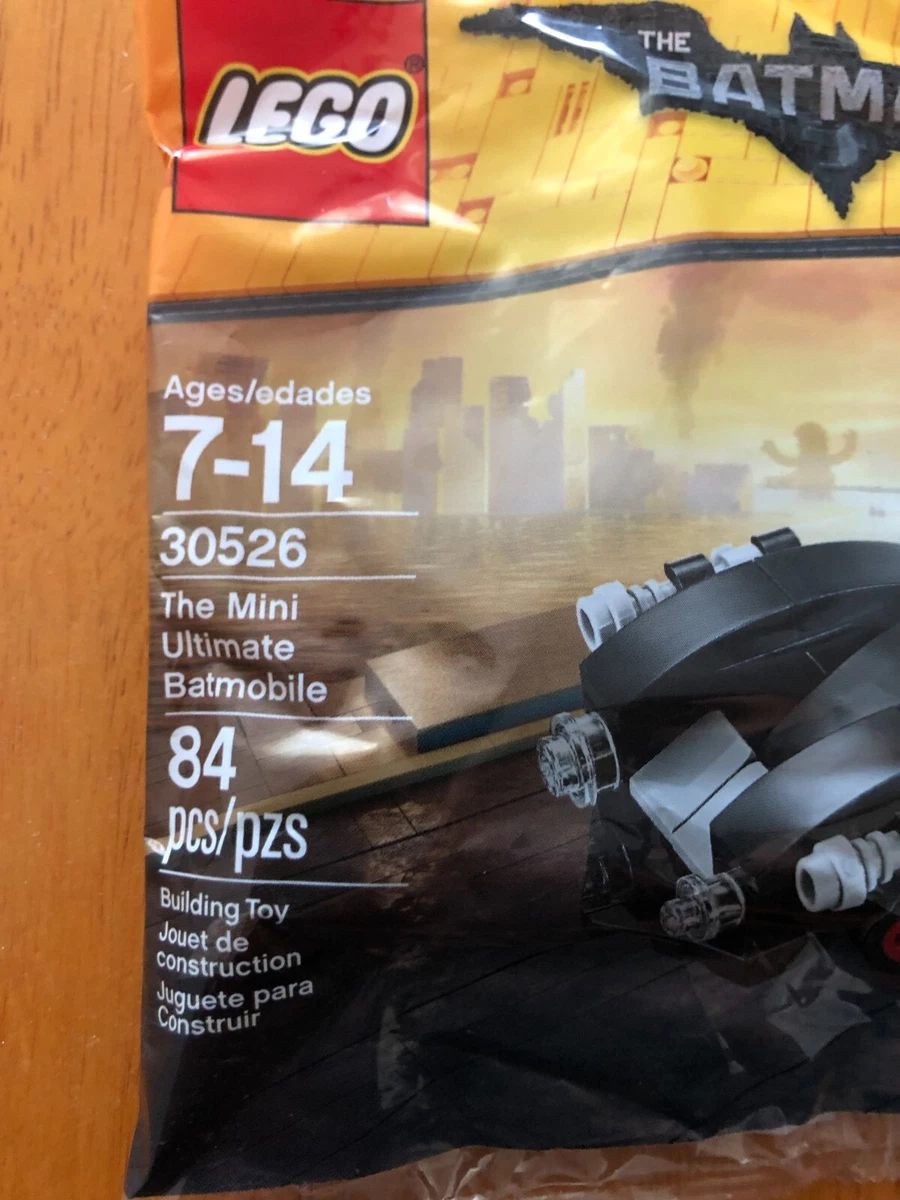 LEGO®
THE
BATM
Ages/edades
7-14
30526
The Mini
Ultimate
Batmobile
84
pcs/pzs
Building Toy
Jouet de
construction
Juguete para
Construir